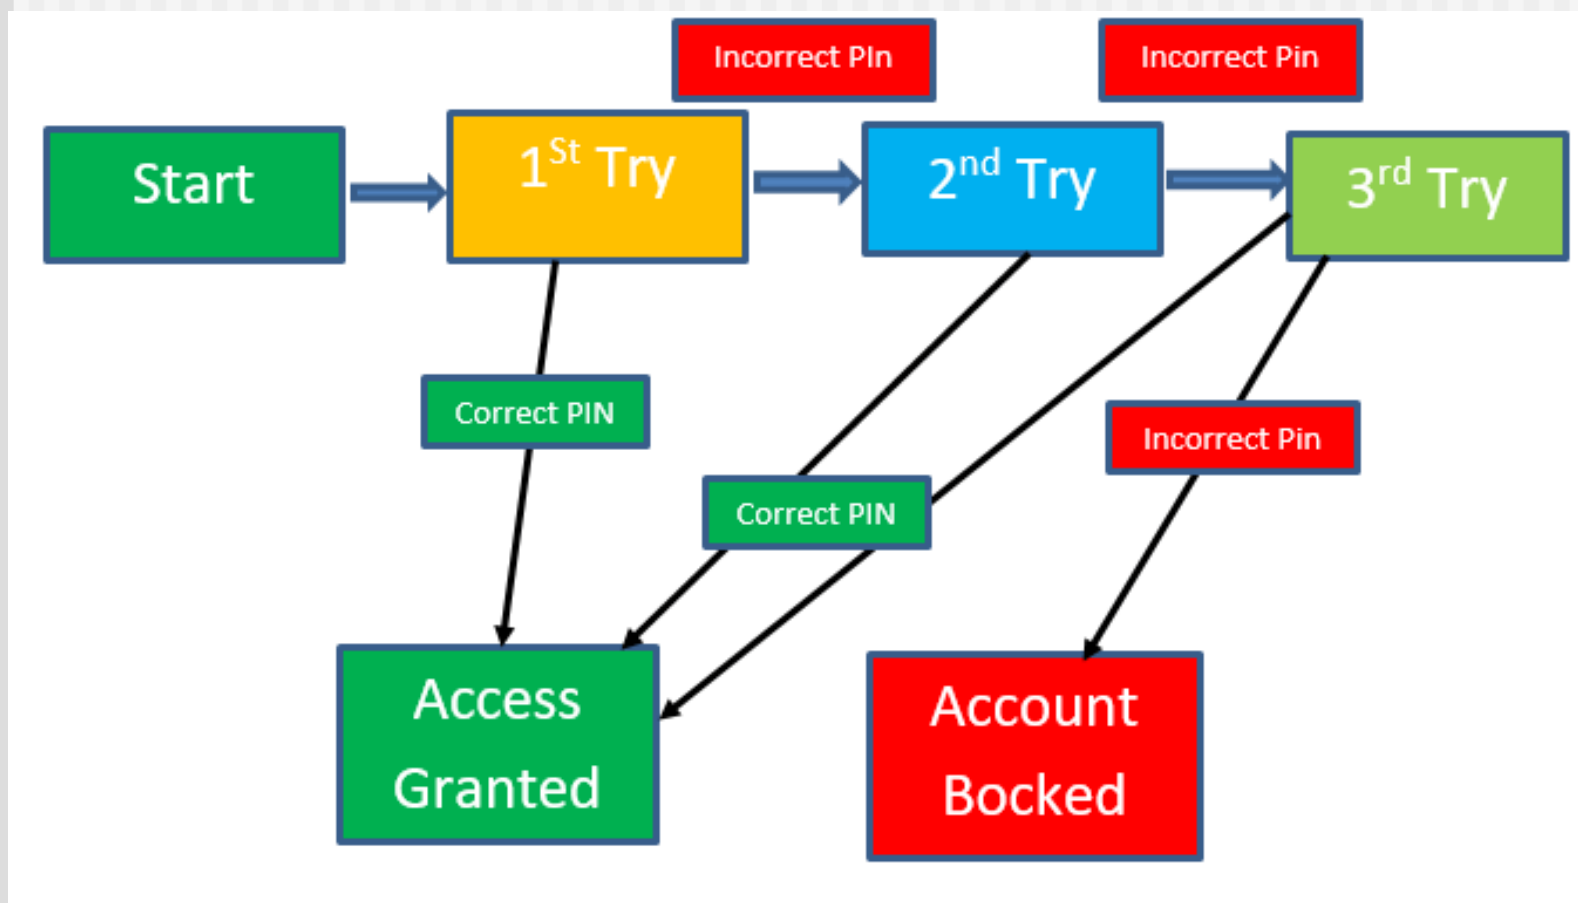 Incorrect PIn
Incorrect Pin
Start
1St Try
2nd Try
3rd Try
Correct PIN
Incorrect Pin
Correct PIN
Access
Granted
Account
Bocked